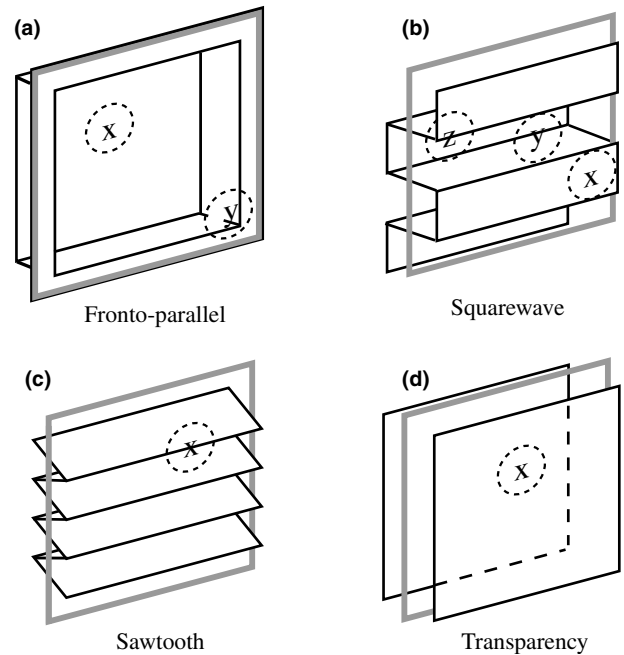 (a)
x
y
Fronto-parallel
(b)
z
y
x
Squarewave
(c)
x
Sawtooth
(d)
x
Transparency